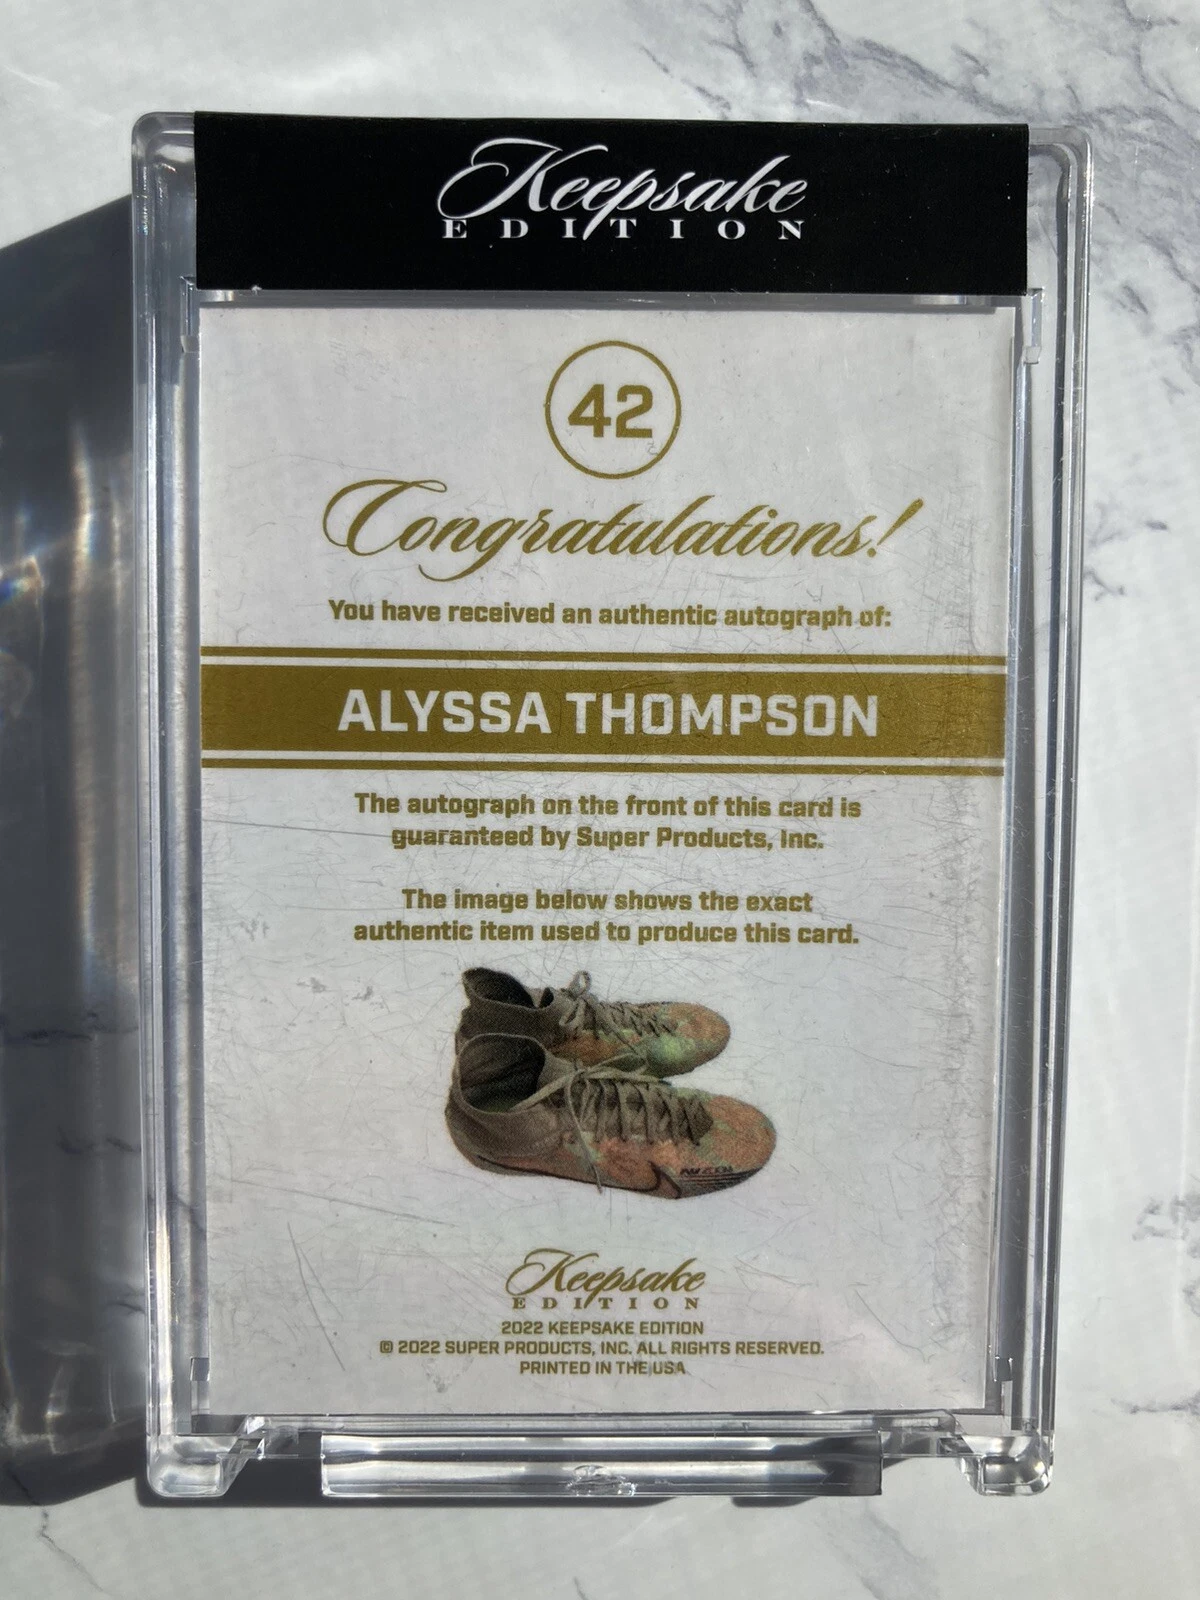 Keepsake
EDITION
42
Congratulations!
You have received an authentic autograph of:
ALYSSA THOMPSON
The autograph on the front of this card is
guaranteed by Super Products, Inc.
The image below shows the exact
authentic item used to produce this card.
Keepsake
EDITION
2022 KEEPSAKE EDITION
© 2022 SUPER PRODUCTS, INC. ALL RIGHTS RESERVED.
PRINTED IN THE USA